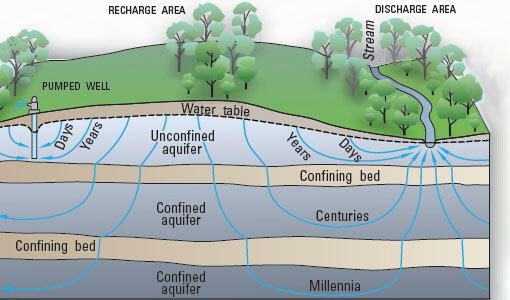 RECHARGE AREA
DISCHARGE AREA
Stream
PUMPED WELL
Water table
Days
Years
Unconfined
aquifer
Years
Days
Confining bed
Confined
aquifer
Centuries
Confining bed
Confined
aquifer
Millennia